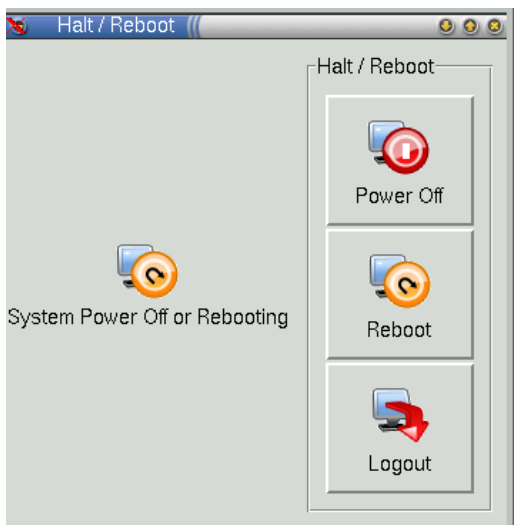 Halt / Reboot
Halt / Reboot
Power Off
System Power Off or Rebooting
Reboot
Logout